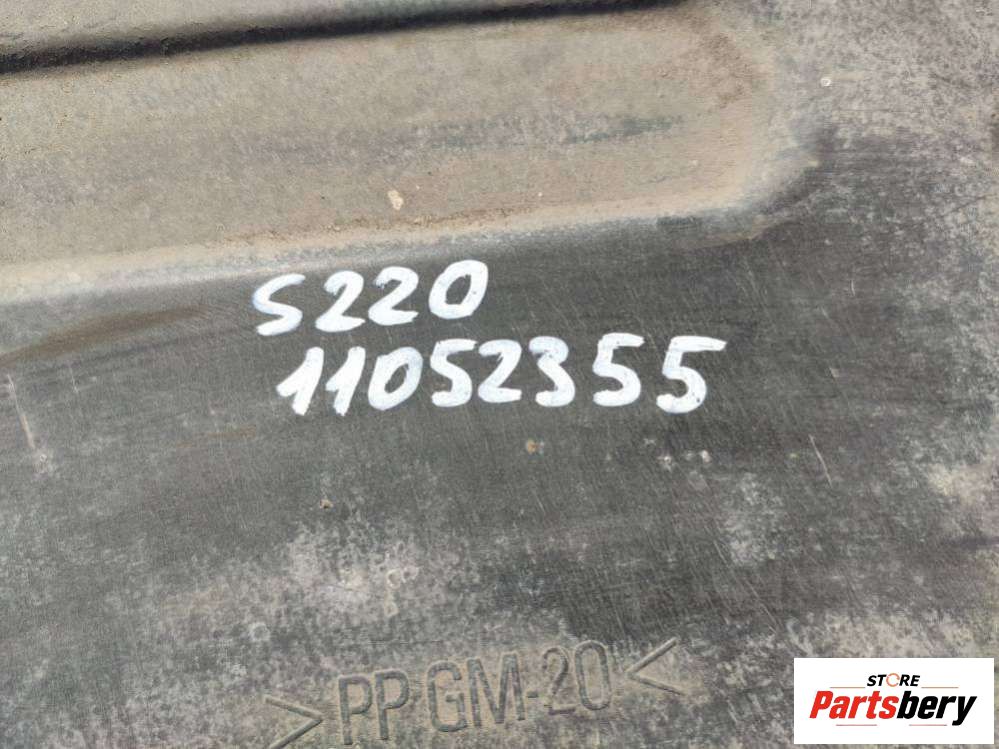 S220
11052355
>PP GM-20<
STORE
Partsbery